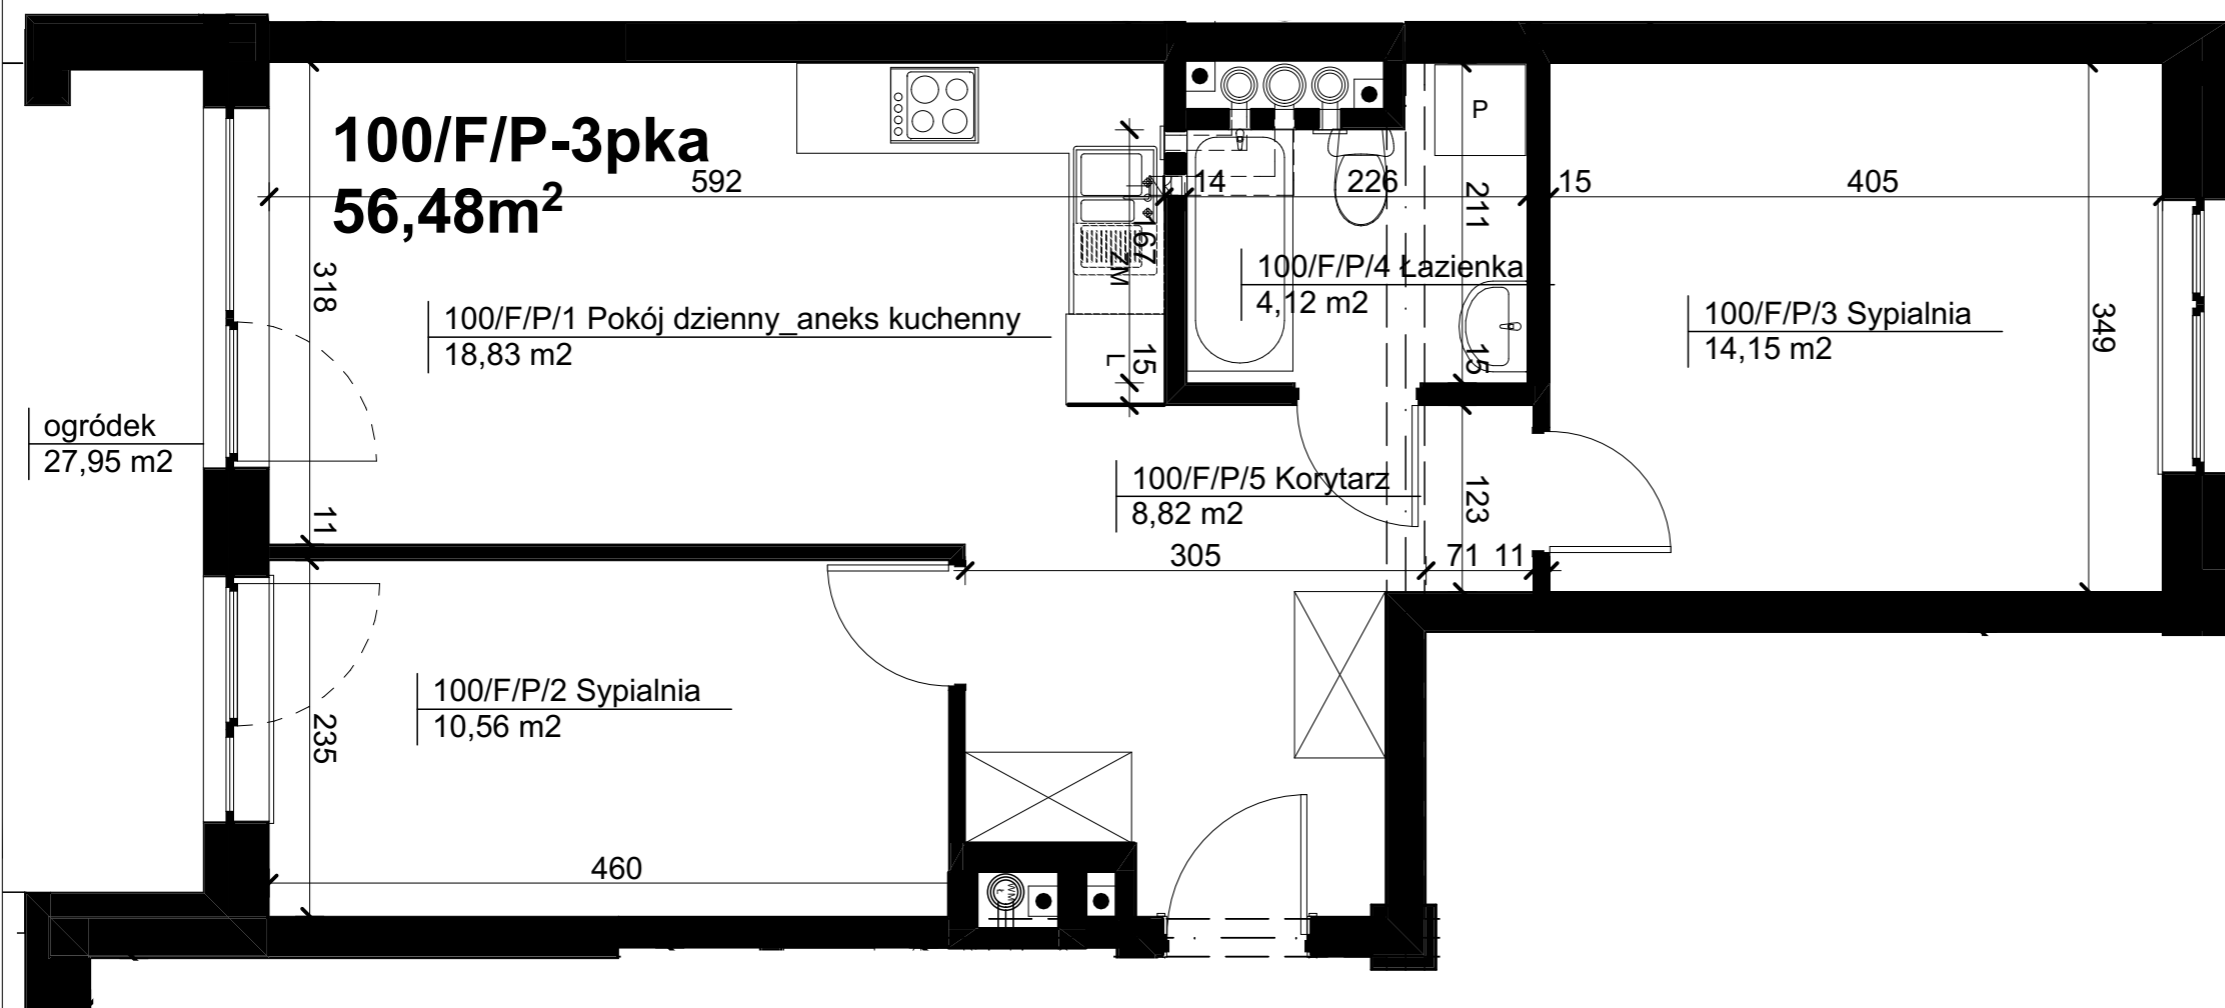 100/F/P-3pka
56,48m²
P
592
14
226
15
405
211
167
ZM
318
100/F/P/4 Łazienka
4,12 m2
100/F/P/1 Pokój dzienny_aneks kuchenny
18,83 m2
100/F/P/3 Sypialnia
14,15 m2
349
15
L
15
ogródek
27,95 m2
100/F/P/5 Korytarz
8,82 m2
123
11
305
71
11
100/F/P/2 Sypialnia
10,56 m2
235
460